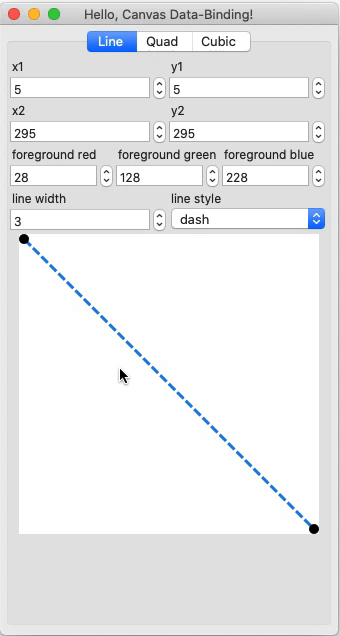 Hello, Canvas Data-Binding!
Line Quad Cubic
x1 y1
5 5
x2 y2
295 295
foreground red foreground green foreground blue
28 128 228
line width line style
3 dash